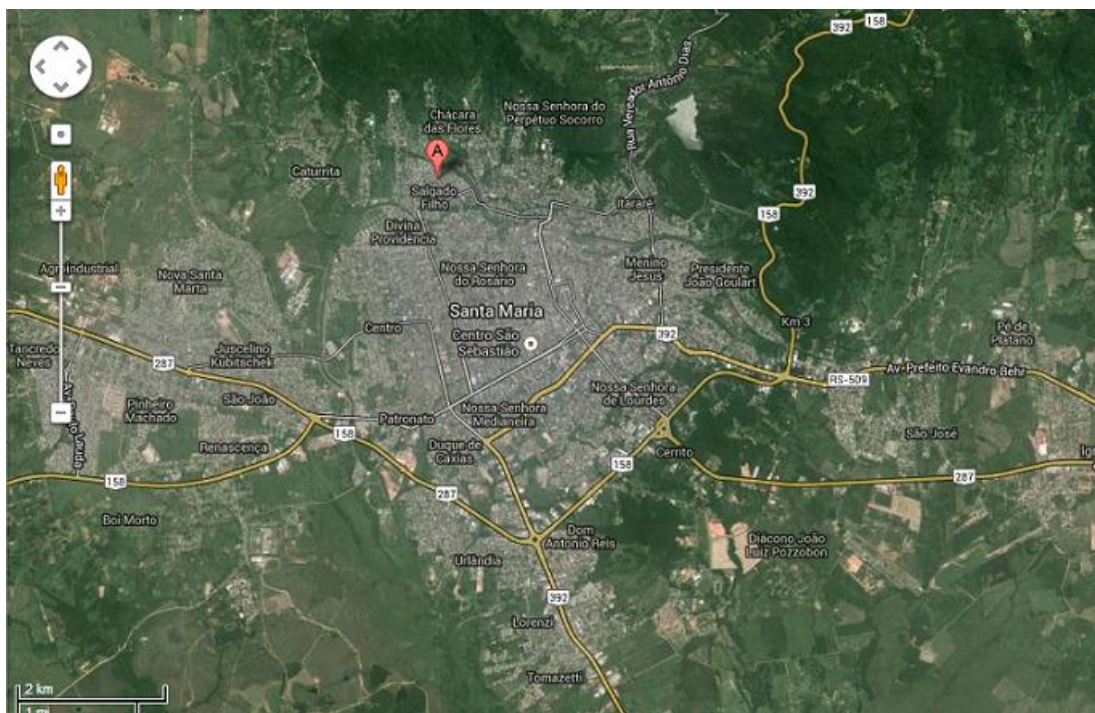 392
158
Rua Vereador Antônio Dias
Chácara
das Flores
Nossa Senhora do
Perpétuo Socorro
A
Caturrita
Salgado
Filho
Itararé
392
158
Divina
Providencia
Agroindustrial
Nova Santa
Marta
Nossa Senhora
do Rosário
Menino
Jesus
Presidente
João Goulart
Santa Maria
Centro
Centro São
Sebastião
392
Km 3
Pé de
Platano
Tancredo
Neves
287
Juscelino
Kubitschek
RS-509
Av. Prefeito Evandro Behr
Pinheiro
Machado
São João
Patronato
Nossa Senhora
Medianeira
Nossa Senhora
de Lourdes
Renascença
158
Duque de
Caxias
São José
Cerrito
158
158
287
287
Boi Morto
Dom
Antonio Reis
Diácono João
Luiz Pozzobon
Urlândia
392
Lorenzi
Tomazetti
2 km